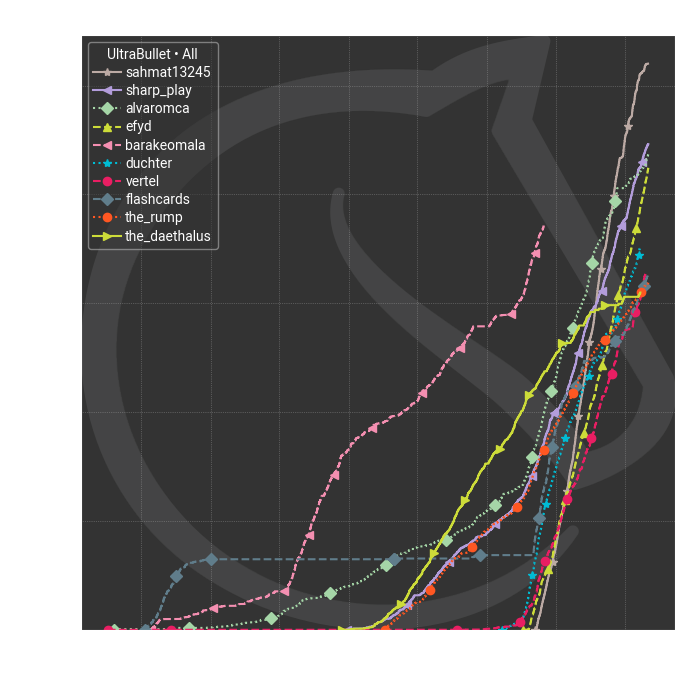 UltraBullet • All
sahmat13245
sharp_play
alvaromca
efyd
barakeomala
duchter
vertel
flashcards
the_rump
the_daethalus